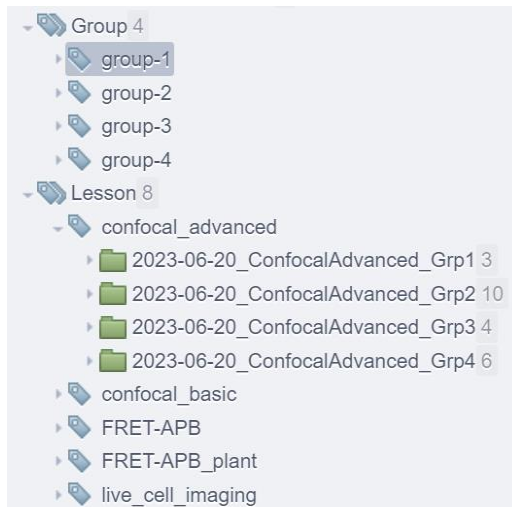 Group 4
group-1
group-2
group-3
group-4
Lesson 8
confocal_advanced
2023-06-20_ConfocalAdvanced_Grp1 3
2023-06-20_ConfocalAdvanced_Grp2 10
2023-06-20_ConfocalAdvanced_Grp3 4
2023-06-20_ConfocalAdvanced_Grp4 6
confocal_basic
FRET-APB
FRET-APB_plant
live_cell_imaging